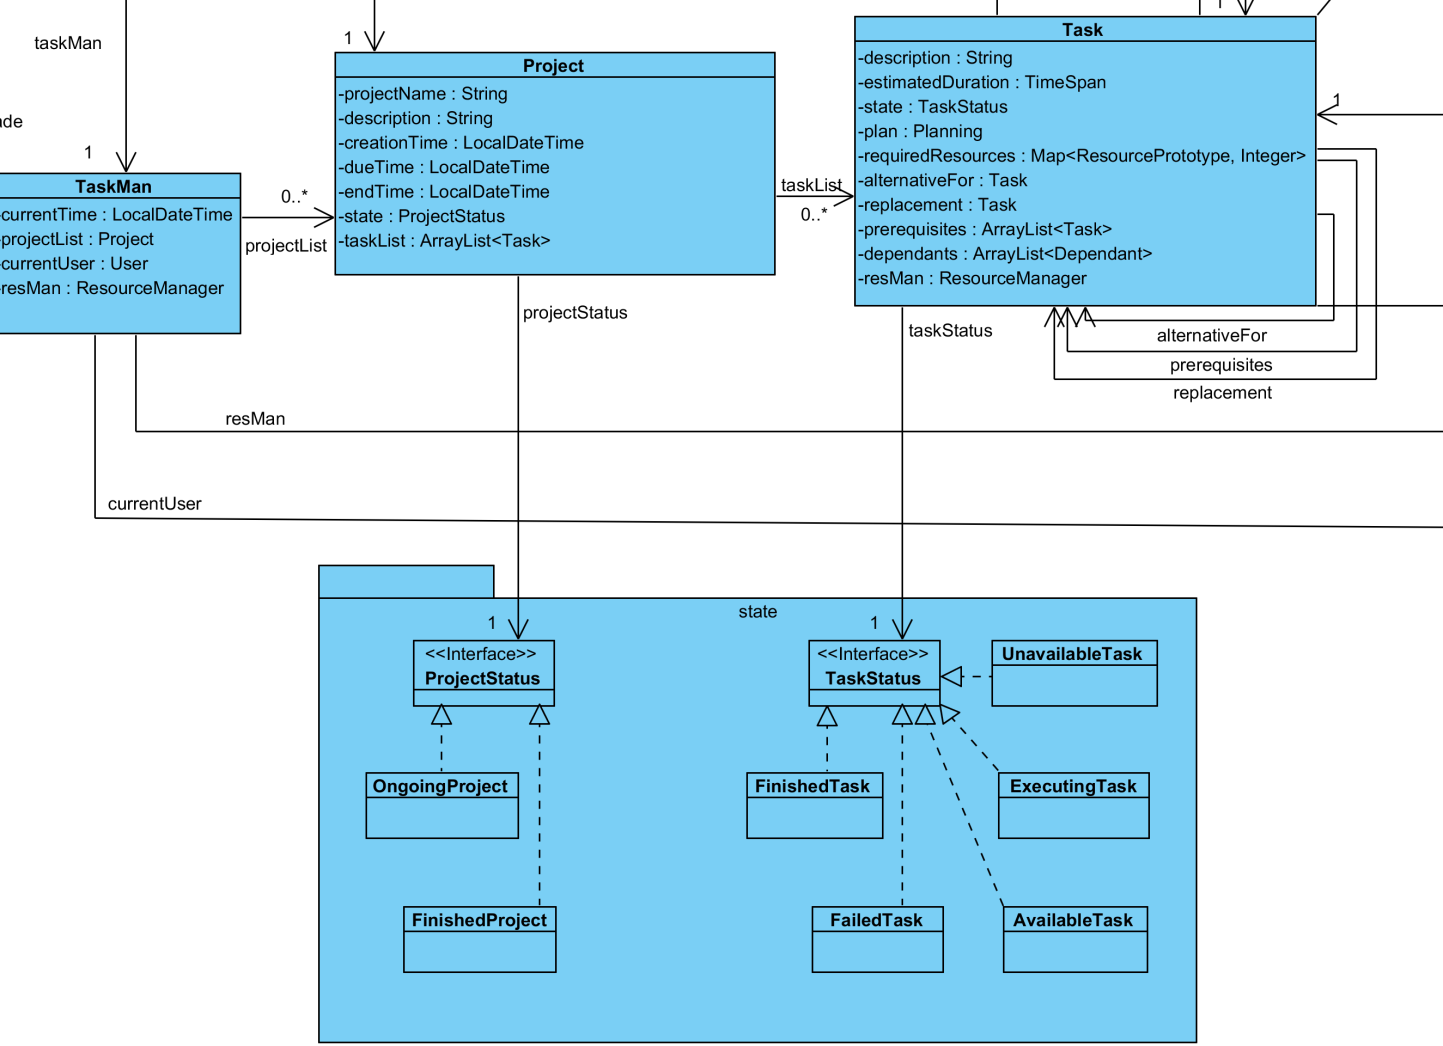 taskMan
ade
1
TaskMan
-currentTime : LocalDateTime
-projectList : Project
-currentUser : User
-resMan : ResourceManager
0..*
projectList
1
Project
-projectName : String
-description : String
-creationTime : LocalDateTime
-dueTime : LocalDateTime
-endTime : LocalDateTime
-state : ProjectStatus
-taskList : ArrayList<Task>
taskList
0..*
1
Task
-description : String
-estimatedDuration : TimeSpan
-state : TaskStatus
-plan : Planning
-requiredResources : Map<ResourcePrototype, Integer>
-alternativeFor : Task
-replacement : Task
-prerequisites : ArrayList<Task>
-dependants : ArrayList<Dependant>
-resMan : ResourceManager
1
projectStatus
taskStatus
alternativeFor
prerequisites
replacement
resMan
currentUser
state
1
<<Interface>>
ProjectStatus
OngoingProject
FinishedProject
1
<<Interface>>
TaskStatus
UnavailableTask
FinishedTask
ExecutingTask
FailedTask
AvailableTask